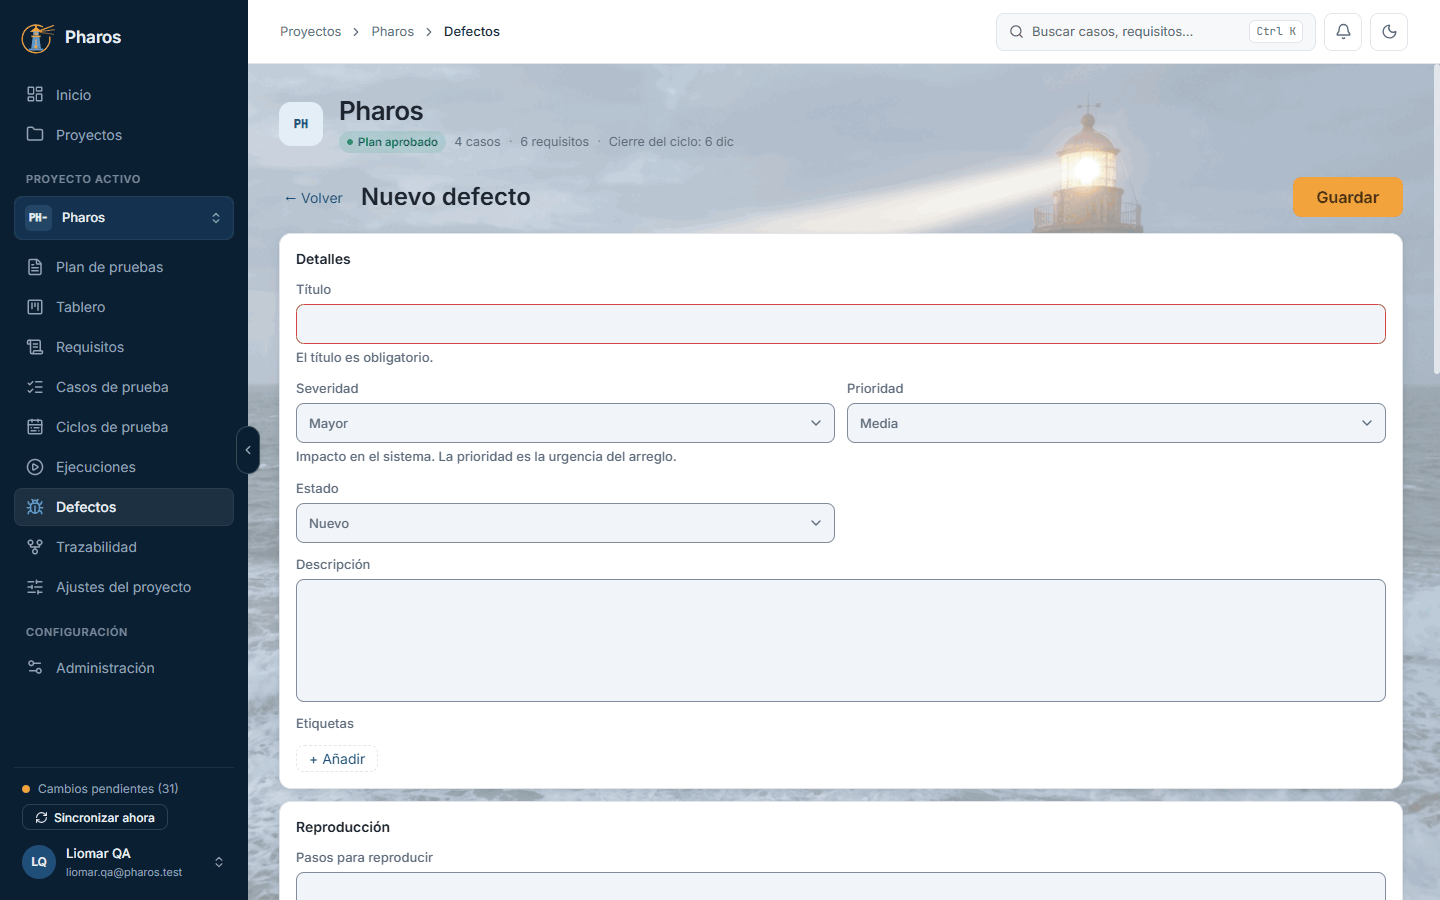 Pharos
Inicio
Proyectos
PROYECTO ACTIVO
PH- Pharos
Plan de pruebas
Tablero
Requisitos
Casos de prueba
Ciclos de prueba
Ejecuciones
Defectos
Trazabilidad
Ajustes del proyecto
CONFIGURACIÓN
Administración
Cambios pendientes (31)
Sincronizar ahora
LQ
Liomar QA
liomar.qa@pharos.test
Proyectos > Pharos > Defectos
Buscar casos, requisitos... Ctrl K
PH
Pharos
Plan aprobado 4 casos · 6 requisitos · Cierre del ciclo: 6 dic
← Volver Nuevo defecto
Guardar
Detalles
Título
El título es obligatorio.
Severidad Prioridad
Mayor Media
Impacto en el sistema. La prioridad es la urgencia del arreglo.
Estado
Nuevo
Descripción
Etiquetas
+ Añadir
Reproducción
Pasos para reproducir